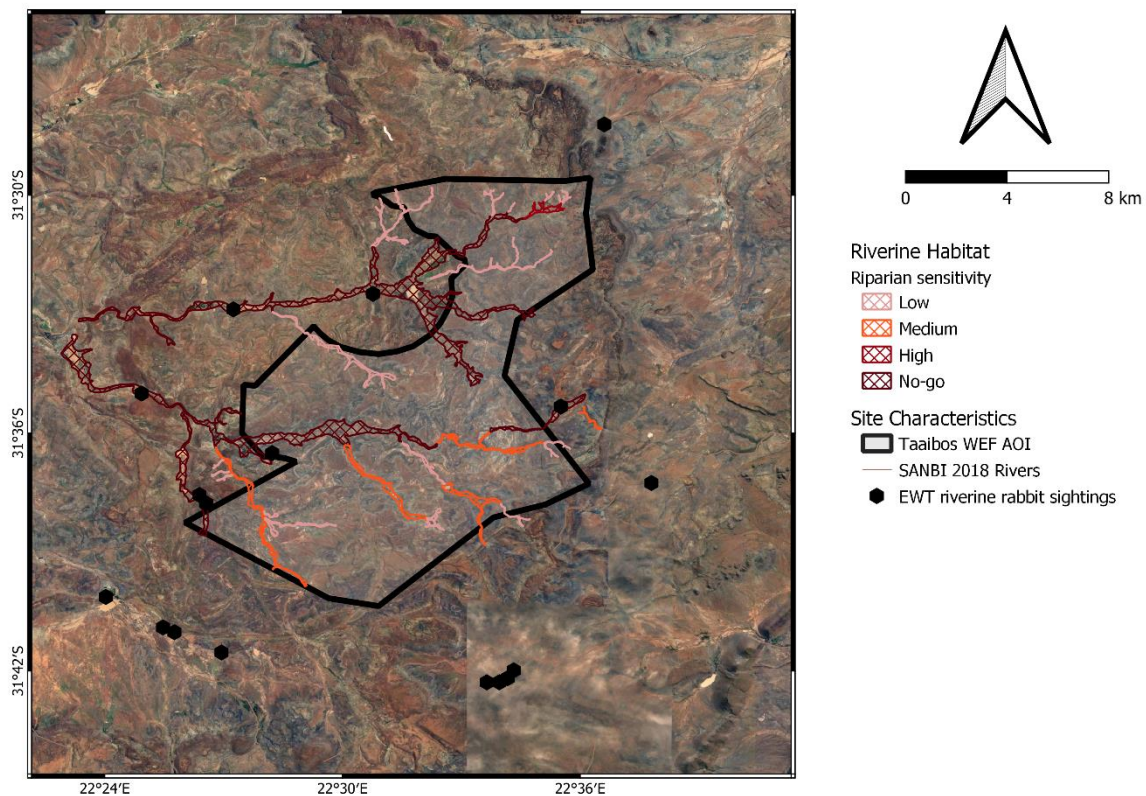 31°30'S
31°36'S
31°42'S
22°24'E
22°30'E
22°36'E
0
4
8 km
Riverine Habitat
Riparian sensitivity
Low
Medium
High
No-go
Site Characteristics
Taaibos WEF AOI
SANBI 2018 Rivers
EWT riverine rabbit sightings